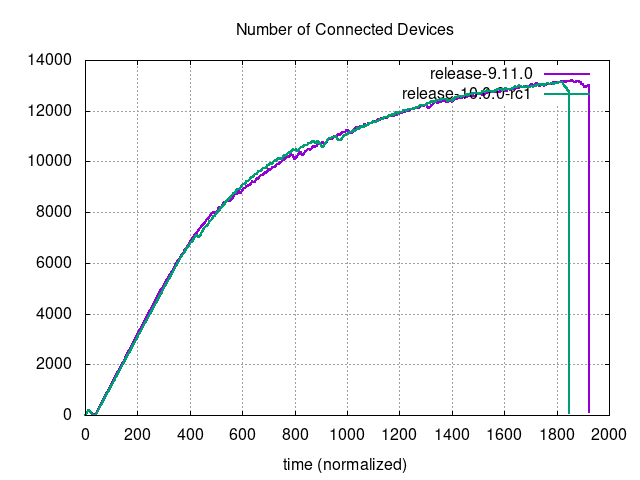 Number of Connected Devices
14000
12000
10000
8000
6000
4000
2000
0
release-9.11.0
release-10.0.0-rc1
0 200 400 600 800 1000 1200 1400 1600 1800 2000
time (normalized)